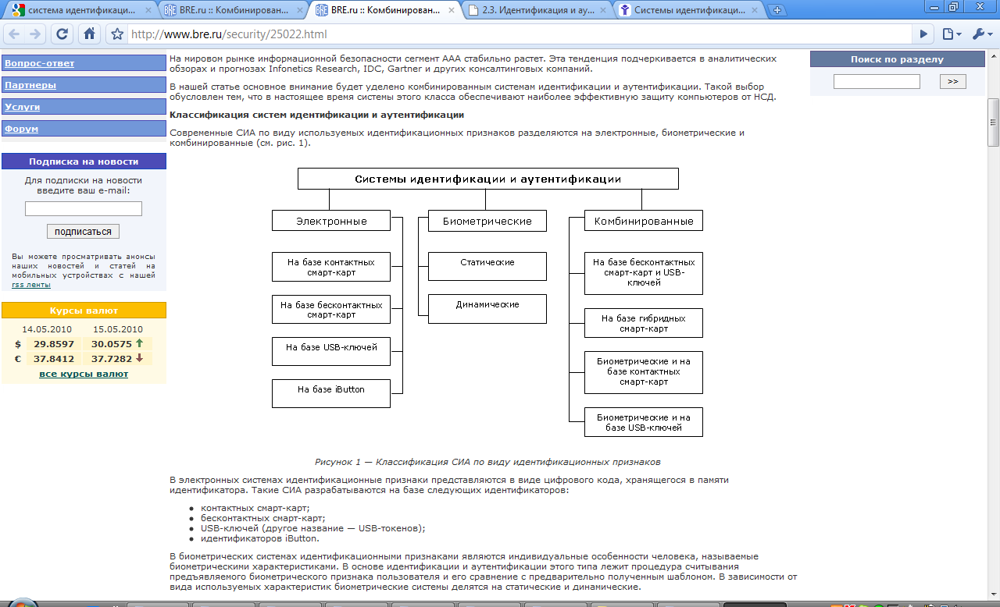 система идентификаци...
BRE.ru :: Комбинирован...
BRE.ru :: Комбинирован...
2.3. Идентификация и ау...
Системы идентификаци...
http://www.bre.ru/security/25022.html
Вопрос-ответ
Партнеры
Услуги
Форум
Подписка на новости
Для подписки на новости
введите ваш e-mail:
подписаться
Вы можете просматривать анонсы
наших новостей и статей на
мобильных устройствах с нашей
rss ленты
Курсы валют
14.05.2010 15.05.2010
$ 29.8597 30.0575
€ 37.8412 37.7282
все курсы валют
На мировом рынке информационной безопасности сегмент ААА стабильно растет. Эта тенденция подчеркивается в аналитических
обзорах и прогнозах Infonetics Research, IDC, Gartner и других консалтинговых компаний.
В нашей статье основное внимание будет уделено комбинированным системам идентификации и аутентификации. Такой выбор
обусловлен тем, что в настоящее время системы этого класса обеспечивают наиболее эффективную защиту компьютеров от НСД.
Классификация систем идентификации и аутентификации
Современные СИА по виду используемых идентификационных признаков разделяются на электронные, биометрические и
комбинированные (см. рис. 1).
Системы идентификации и аутентификации
Электронные
На базе контактных
смарт-карт
На базе бесконтактных
смарт-карт
На базе USB-ключей
На базе iButton
Биометрические
Статические
Динамические
Комбинированные
На базе бесконтактных
смарт-карт и USB-
ключей
На базе гибридных
смарт-карт
Биометрические и на
базе контактных
смарт-карт
Биометрические и на
базе USB-ключей
Рисунок 1 — Классификация СИА по виду идентификационных признаков
В электронных системах идентификационные признаки представляются в виде цифрового кода, хранящегося в памяти
идентификатора. Такие СИА разрабатываются на базе следующих идентификаторов:
контактных смарт-карт;
бесконтактных смарт-карт;
USB-ключей (другое название — USB-токенов);
идентификаторов iButton.
В биометрических системах идентификационными признаками являются индивидуальные особенности человека, называемые
биометрическими характеристиками. В основе идентификации и аутентификации этого типа лежит процедура считывания
предъявляемого биометрического признака пользователя и его сравнение с предварительно полученным шаблоном. В зависимости от
вида используемых характеристик биометрические системы делятся на статические и динамические.
Поиск по разделу
>>